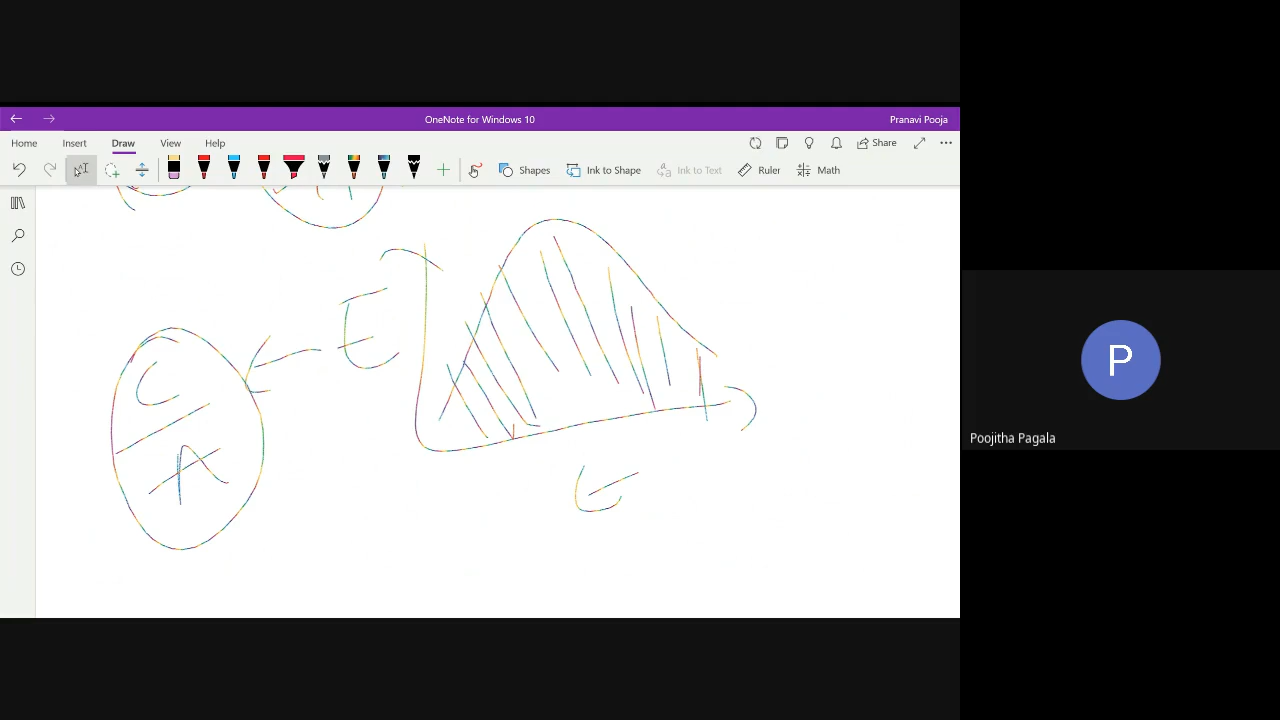 OneNote for Windows 10
Pranavi Pooja
Home Insert Draw View Help
Share
Shapes Ink to Shape Ink to Text Ruler Math
E
C
A
P
Poojitha Pagala